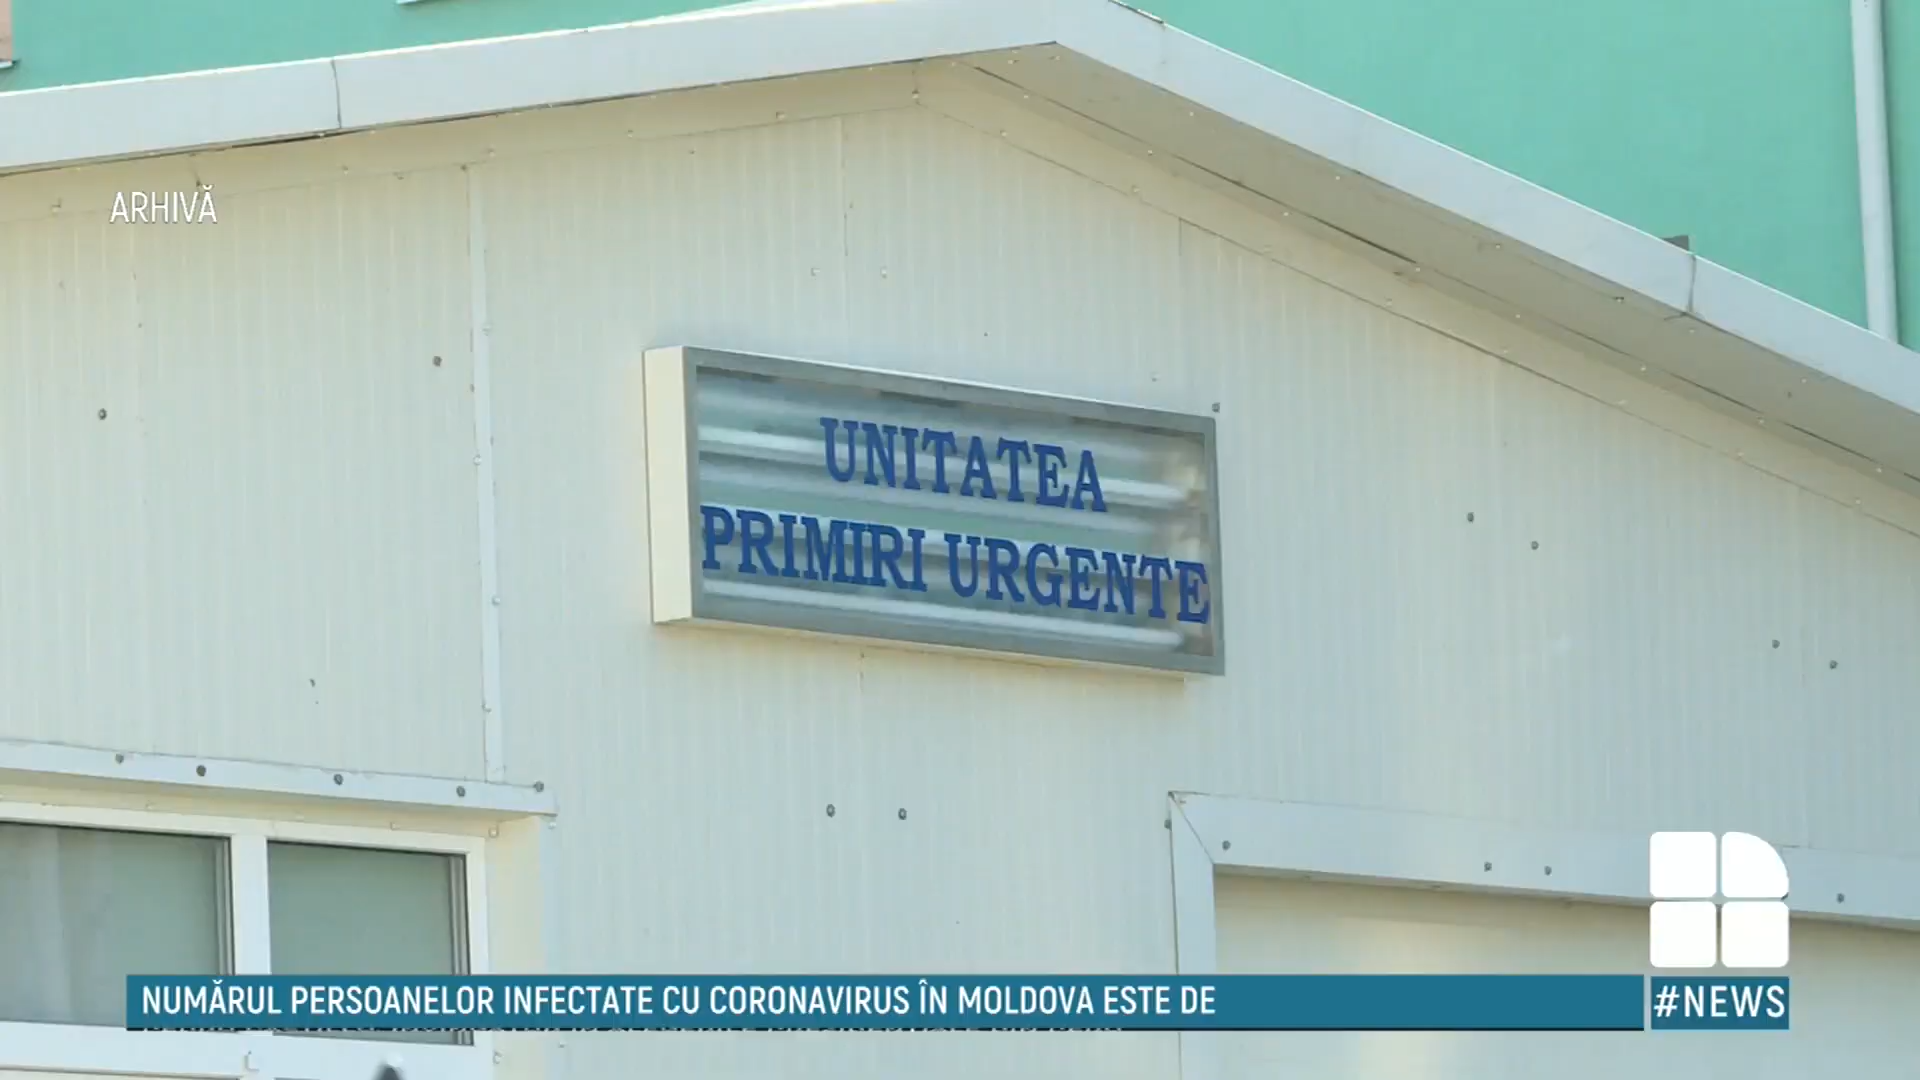 ARHIVĂ
UNITATEA
PRIMIRI URGENTE
NUMĂRUL PERSOANELOR INFECTATE CU CORONAVIRUS ÎN MOLDOVA ESTE DE
#NEWS